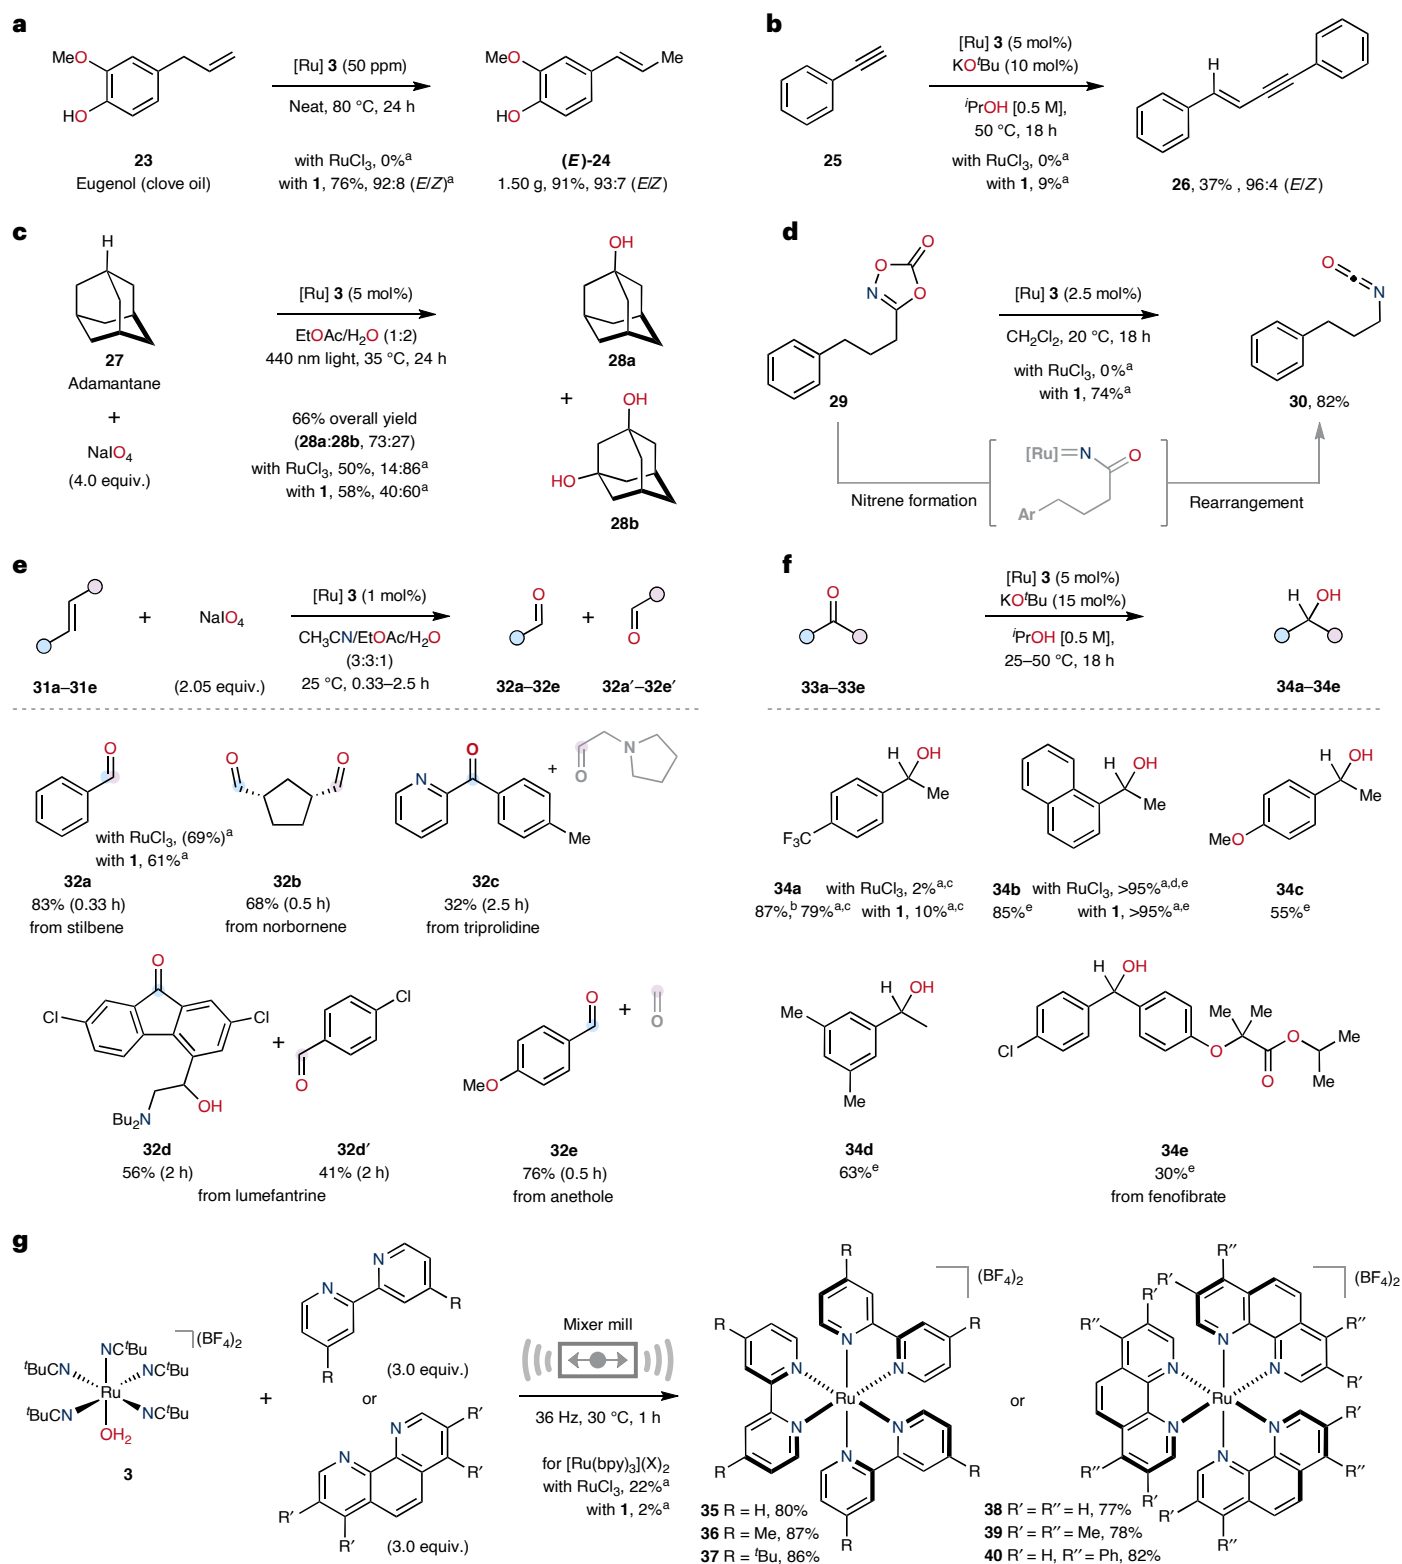 a
MeO
HO
23
Eugenol (clove oil)
[Ru] 3 (50 ppm)
Neat, 80 °C, 24 h
with RuCl₃, 0%ᵃ
with 1, 76%, 92:8 (E/Z)ᵃ
MeO
Me
HO
(E)-24
1.50 g, 91%, 93:7 (E/Z)
b
25
[Ru] 3 (5 mol%)
KOᵗBu (10 mol%)
ⁱPrOH [0.5 M],
50 °C, 18 h
with RuCl₃, 0%ᵃ
with 1, 9%ᵃ
H
26, 37% , 96:4 (E/Z)
c
H
27
Adamantane
+
NaIO₄
(4.0 equiv.)
[Ru] 3 (5 mol%)
EtOAc/H₂O (1:2)
440 nm light, 35 °C, 24 h
66% overall yield
(28a:28b, 73:27)
with RuCl₃, 50%, 14:86ᵃ
with 1, 58%, 40:60ᵃ
OH
28a
+
OH
HO
28b
d
O
O
N
O
29
[Ru] 3 (2.5 mol%)
CH₂Cl₂, 20 °C, 18 h
with RuCl₃, 0%ᵃ
with 1, 74%ᵃ
O
N
30, 82%
Nitrene formation
[Ru]=N
O
Ar
Rearrangement
e
31a–31e
+
NaIO₄
(2.05 equiv.)
[Ru] 3 (1 mol%)
CH₃CN/EtOAc/H₂O
(3:3:1)
25 °C, 0.33–2.5 h
O
32a–32e
+
O
32a′–32e′
O
with RuCl₃, (69%)ᵃ
with 1, 61%ᵃ
32a
83% (0.33 h)
from stilbene
O
O
32b
68% (0.5 h)
from norbornene
N
O
Me
+
O
N
32c
32% (2.5 h)
from triprolidine
O
Cl
Cl
Bu₂N
OH
32d
56% (2 h)
+
Cl
O
32d′
41% (2 h)
from lumefantrine
O
MeO
+
O
32e
76% (0.5 h)
from anethole
f
O
33a–33e
[Ru] 3 (5 mol%)
KOᵗBu (15 mol%)
ⁱPrOH [0.5 M],
25–50 °C, 18 h
H
OH
34a–34e
H
OH
Me
F₃C
34a with RuCl₃, 2%ᵃ,ᶜ
87%,ᵇ 79%ᵃ,ᶜ with 1, 10%ᵃ,ᶜ
H
OH
Me
34b with RuCl₃, >95%ᵃ,ᵈ,ᵉ
85%ᵉ with 1, >95%ᵃ,ᵉ
H
OH
Me
MeO
34c
55%ᵉ
H
OH
Me
Me
34d
63%ᵉ
H
OH
Cl
O
Me
Me
O
O
Me
Me
34e
30%ᵉ
from fenofibrate
g
(BF₄)₂
NCᵗBu
ᵗBuCN
NCᵗBu
Ru
ᵗBuCN
NCᵗBu
OH₂
3
+
N
N
R
R
(3.0 equiv.)
or
N
N
R′
R′
R′
R′
(3.0 equiv.)
Mixer mill
36 Hz, 30 °C, 1 h
for [Ru(bpy)₃](X)₂
with RuCl₃, 22%ᵃ
with 1, 2%ᵃ
(BF₄)₂
R
R
R
N
N
N
Ru
N
N
N
R
R
R
35 R = H, 80%
36 R = Me, 87%
37 R = ᵗBu, 86%
or
(BF₄)₂
R″
R′
R′
R″
R″
R′
N
N
N
Ru
N
N
N
R″
R′
R′
R″
R′
R″
38 R′ = R″ = H, 77%
39 R′ = R″ = Me, 78%
40 R′ = H, R″ = Ph, 82%